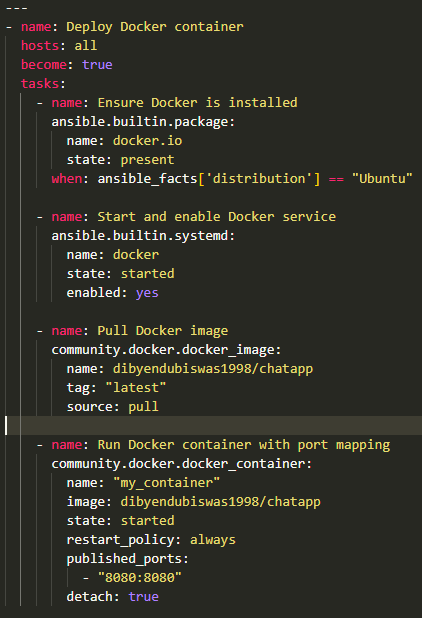 ---
- name: Deploy Docker container
  hosts: all
  become: true
  tasks:
    - name: Ensure Docker is installed
      ansible.builtin.package:
        name: docker.io
        state: present
      when: ansible_facts['distribution'] == "Ubuntu"

    - name: Start and enable Docker service
      ansible.builtin.systemd:
        name: docker
        state: started
        enabled: yes

    - name: Pull Docker image
      community.docker.docker_image:
        name: dibyendubiswas1998/chatapp
        tag: "latest"
        source: pull

    - name: Run Docker container with port mapping
      community.docker.docker_container:
        name: "my_container"
        image: dibyendubiswas1998/chatapp
        state: started
        restart_policy: always
        published_ports:
          - "8080:8080"
        detach: true